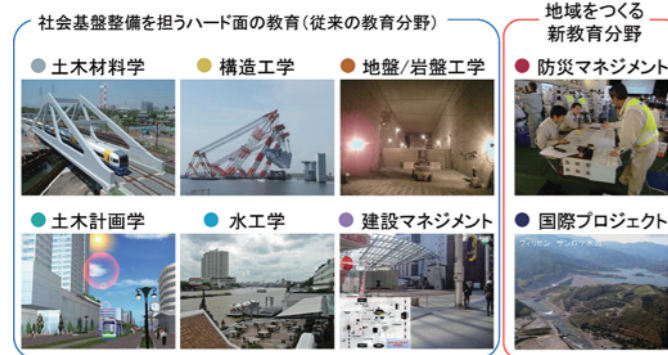 社会基盤整備を担うハード面の教育（従来の教育分野）
地域をつくる
新教育分野
土木材料学
構造工学
地盤/岩盤工学
防災マネジメント
土木計画学
水工学
建設マネジメント
国際プロジェクト